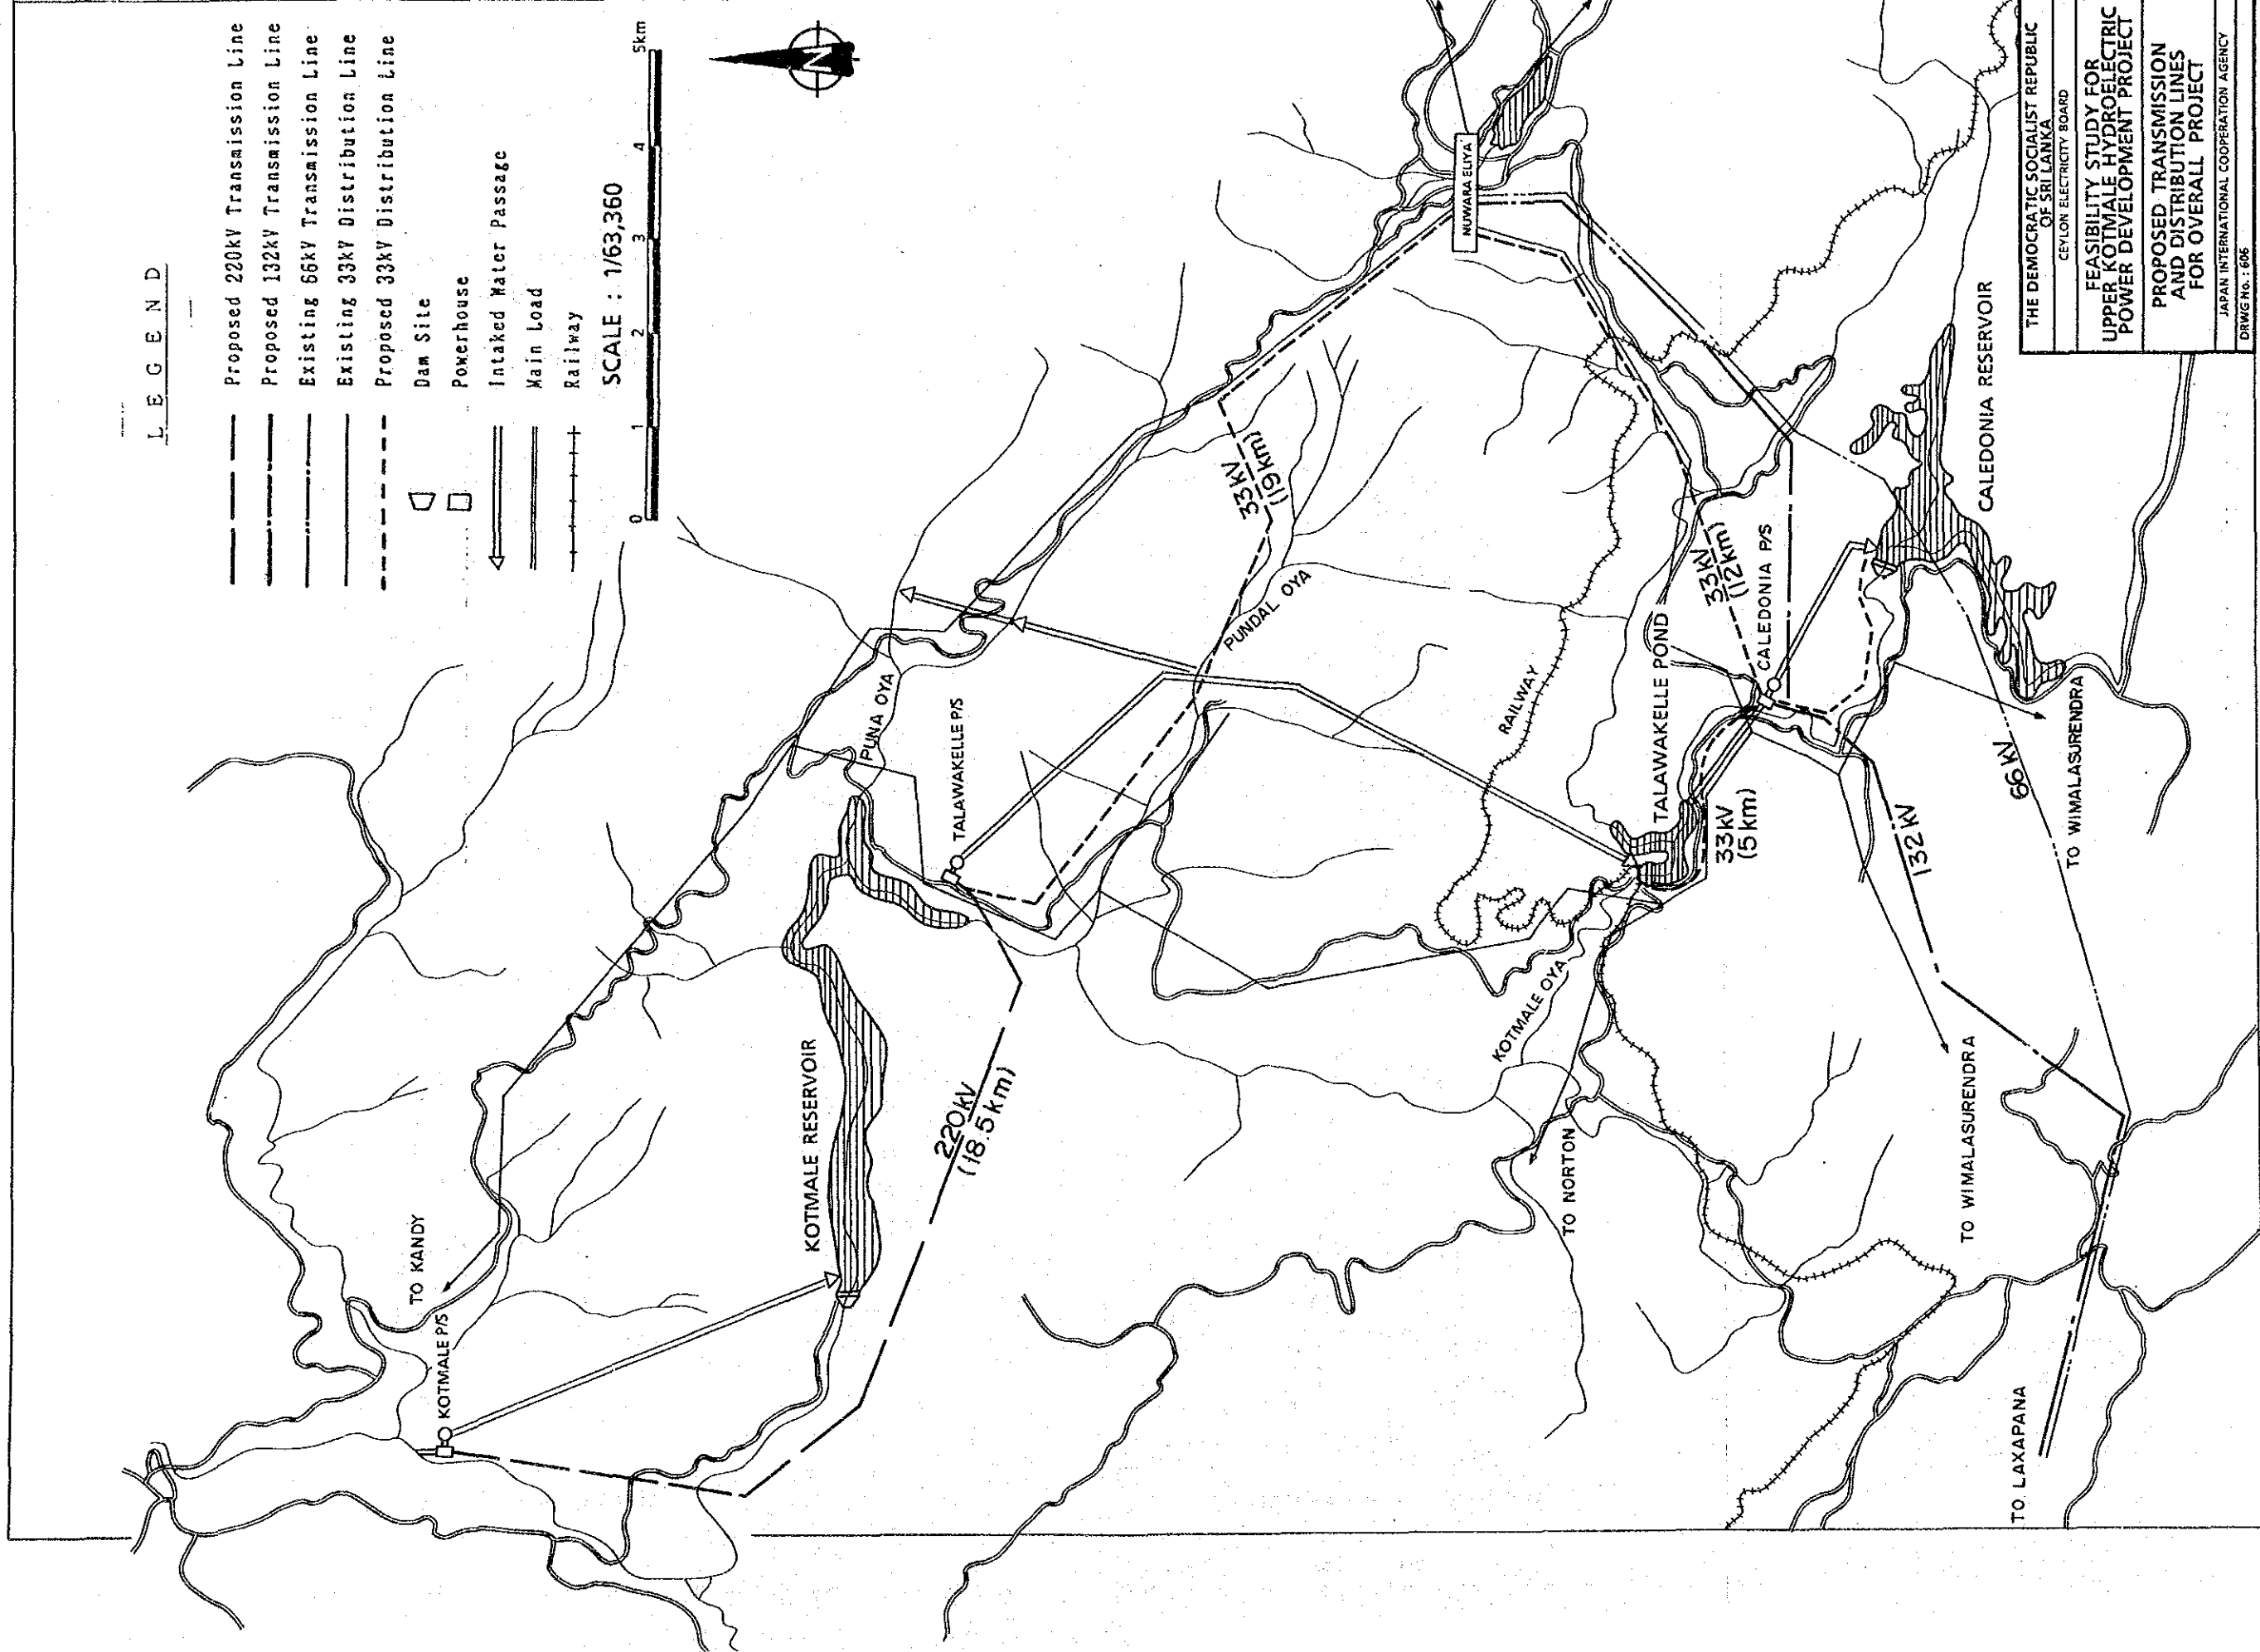 LEGEND
Proposed 220kV Transmission Line
Proposed 132kV Transmission Line
Existing 66kV Transmission Line
Existing 33kV Distribution Line
Proposed 33kV Distribution Line
Dam Site
Powerhouse
Intaked Water Passage
Main Load
Railway
SCALE : 1/63,360
0 1 2 3 4 5km
N
TO KANDY
KOTMALE P/S
KOTMALE RESERVOIR
220kV
(18.5km)
PUNA OYA
TALAWAKELLE P/S
PUNDAL OYA
33kV
(19km)
NUWARA ELIYA
RAILWAY
KOTMALE OYA
TO NORTON
TALAWAKELLE POND
33kV
(12km)
CALEDONIA P/S
33kV
(5km)
132kV
66kV
TO WIMALASURENDRA
TO WIMALASURENDRA
TO LAXAPANA
CALEDONIA RESERVOIR
THE DEMOCRATIC SOCIALIST REPUBLIC
OF SRI LANKA
CEYLON ELECTRICITY BOARD
FEASIBILITY STUDY FOR
UPPER KOTMALE HYDROELECTRIC
POWER DEVELOPMENT PROJECT
PROPOSED TRANSMISSION
AND DISTRIBUTION LINES
FOR OVERALL PROJECT
JAPAN INTERNATIONAL COOPERATION AGENCY
DRWG No. : 606